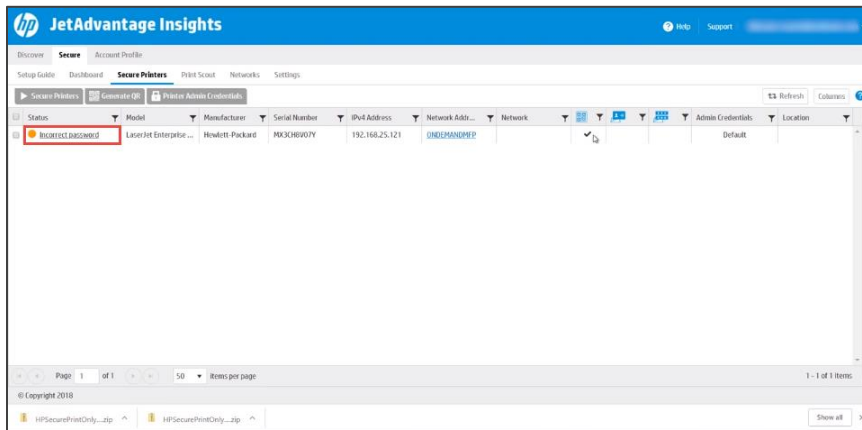 hp JetAdvantage Insights Help Support
Discover Secure Account Profile
Setup Guide Dashboard Secure Printers Print Scout Networks Settings
Secure Printers Generate QR Printer Admin Credentials Refresh Columns ?
Status Model Manufacturer Serial Number IPv4 Address Network Addr... Network Admin Credentials Location
Incorrect password LaserJet Enterprise ... Hewlett-Packard MX3CH8V07Y 192.168.25.121 ONDEMANDMFP Default
Page 1 of 1 50 items per page 1 - 1 of 1 items
© Copyright 2018
HPSecurePrintOnly....zip HPSecurePrintOnly....zip Show all